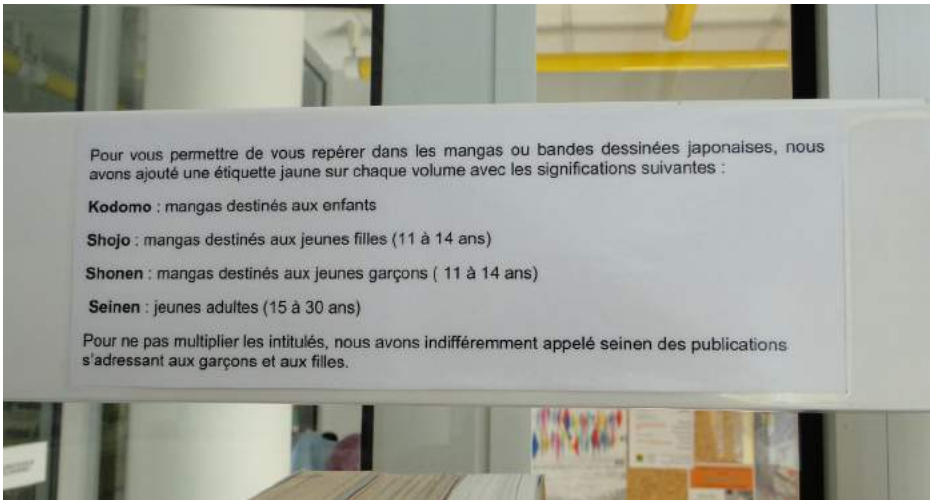 Pour vous permettre de vous repérer dans les mangas ou bandes dessinées japonaises, nous
avons ajouté une étiquette jaune sur chaque volume avec les significations suivantes :
Kodomo : mangas destinés aux enfants
Shojo : mangas destinés aux jeunes filles (11 à 14 ans)
Shonen : mangas destinés aux jeunes garçons ( 11 à 14 ans)
Seinen : jeunes adultes (15 à 30 ans)
Pour ne pas multiplier les intitulés, nous avons indifféremment appelé seinen des publications
s'adressant aux garçons et aux filles.